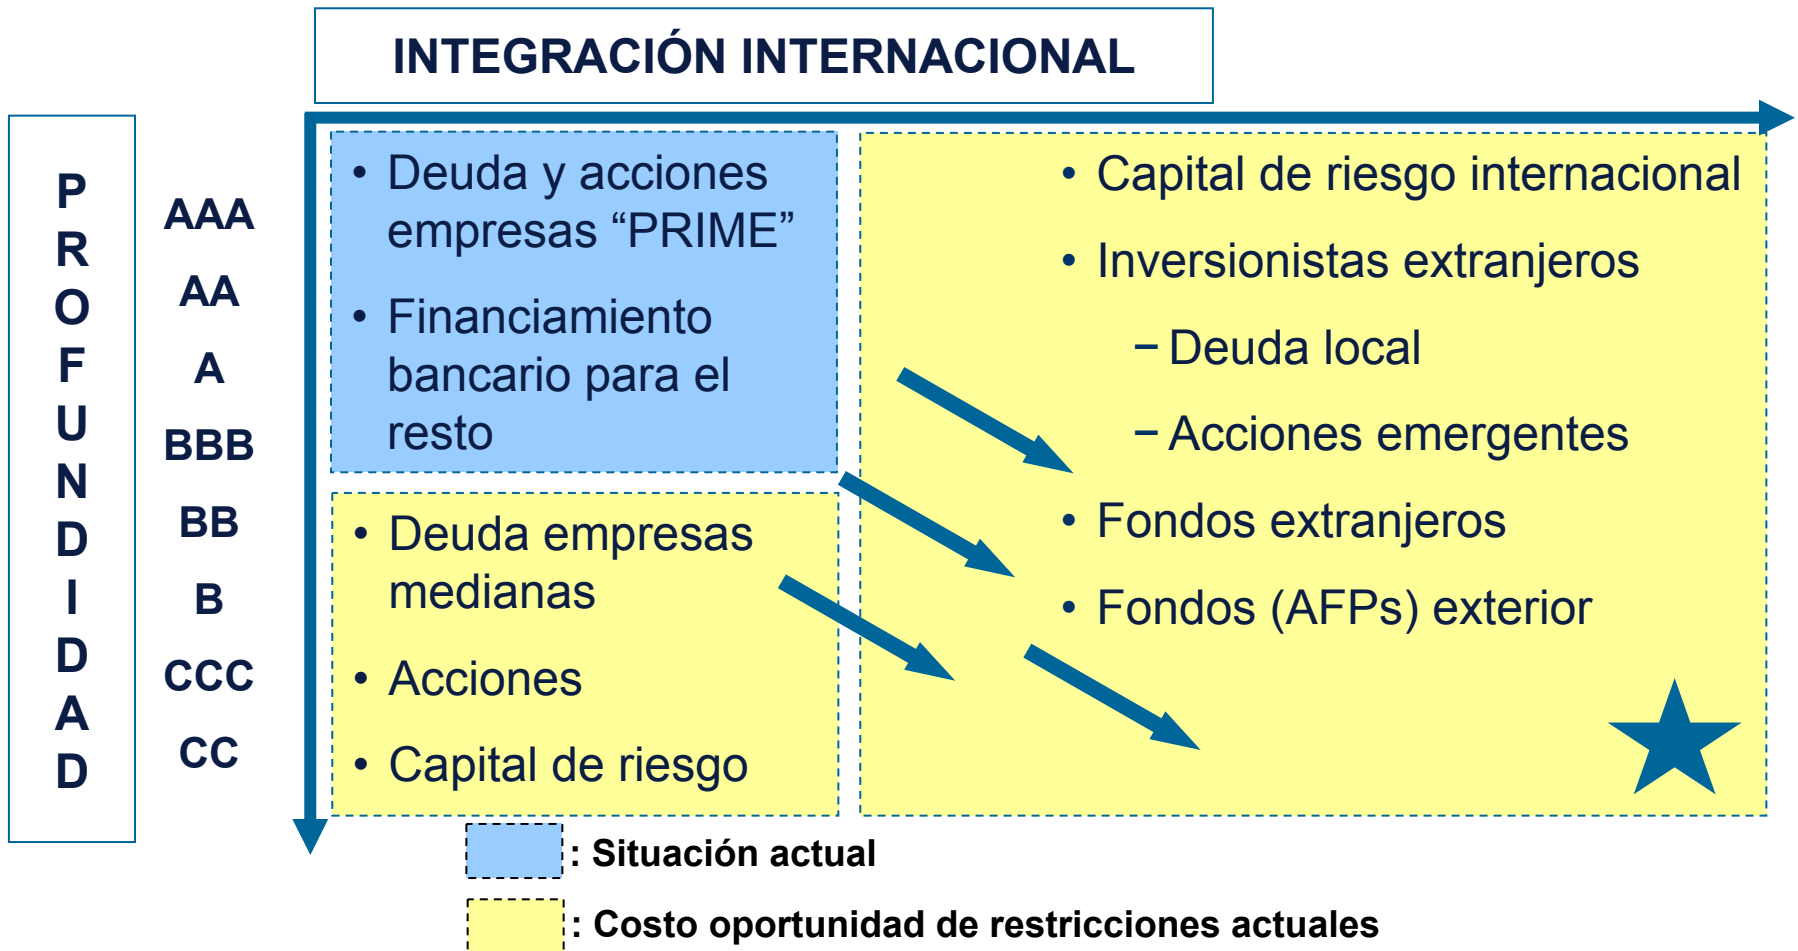 INTEGRACIÓN INTERNACIONAL
PROFUNDIDAD
AAA
AA
A
BBB
BB
B
CCC
CC
• Deuda y acciones
empresas “PRIME”
• Financiamiento
bancario para el
resto
• Deuda empresas
medianas
• Acciones
• Capital de riesgo
• Capital de riesgo internacional
• Inversionistas extranjeros
– Deuda local
– Acciones emergentes
• Fondos extranjeros
• Fondos (AFPs) exterior
: Situación actual
: Costo oportunidad de restricciones actuales